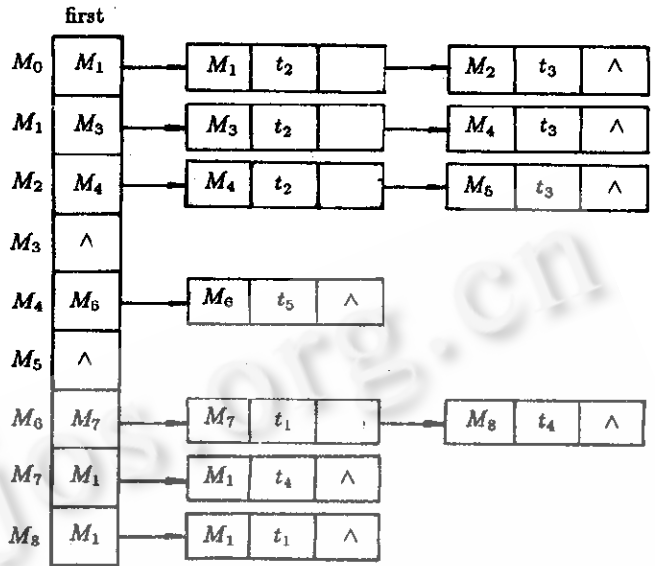 first
M₀ M₁ M₁ t₂ M₂ t₃ ∧
M₁ M₃ M₃ t₂ M₄ t₃ ∧
M₂ M₄ M₄ t₂ M₅ t₃ ∧
M₃ ∧
M₄ M₆ M₆ t₅ ∧
M₅ ∧
M₆ M₇ M₇ t₁ M₈ t₄ ∧
M₇ M₁ M₁ t₄ ∧
M₈ M₁ M₁ t₁ ∧